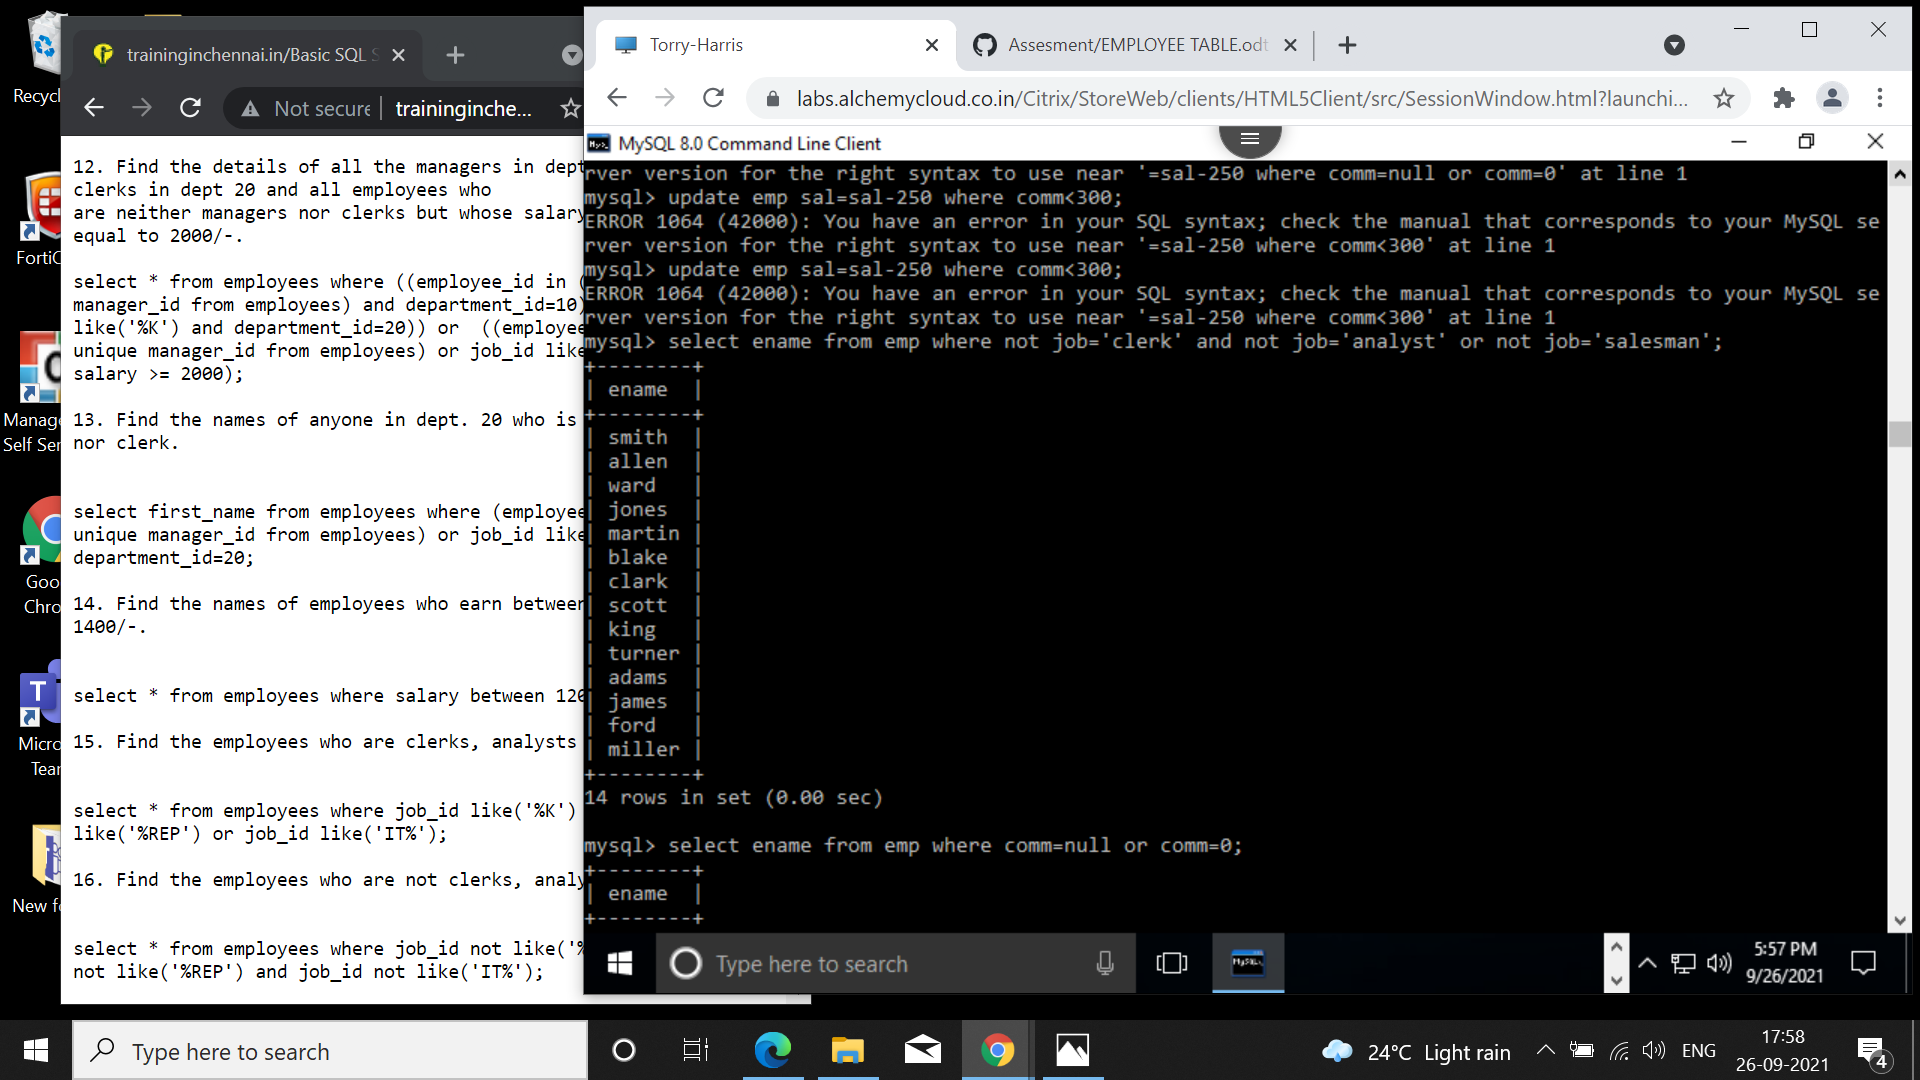 Recycl
FortiC
Manage
Self Ser
Goo
Chro
Micro
Tea
New f
traininginchennai.in/Basic SQL S
Not secure
traininginche...
12. Find the details of all the managers in dept
clerks in dept 20 and all employees who
are neither managers nor clerks but whose salary
equal to 2000/-.
select * from employees where ((employee_id in (
manager_id from employees) and department_id=10)
like('%K') and department_id=20)) or  ((employee
unique manager_id from employees) or job_id like
salary >= 2000);
13. Find the names of anyone in dept. 20 who is
nor clerk.
select first_name from employees where (employee
unique manager_id from employees) or job_id like
department_id=20;
14. Find the names of employees who earn between
1400/-.
select * from employees where salary between 120
15. Find the employees who are clerks, analysts
select * from employees where job_id like('%K')
like('%REP') or job_id like('IT%');
16. Find the employees who are not clerks, analy
select * from employees where job_id not like('%
not like('%REP') and job_id not like('IT%');
Torry-Harris
Assesment/EMPLOYEE TABLE.odt
labs.alchemycloud.co.in/Citrix/StoreWeb/clients/HTML5Client/src/SessionWindow.html?launchi...
MySQL 8.0 Command Line Client
rver version for the right syntax to use near '=sal-250 where comm=null or comm=0' at line 1
mysql> update emp sal=sal-250 where comm<300;
ERROR 1064 (42000): You have an error in your SQL syntax; check the manual that corresponds to your MySQL se
rver version for the right syntax to use near '=sal-250 where comm<300' at line 1
mysql> update emp sal=sal-250 where comm<300;
ERROR 1064 (42000): You have an error in your SQL syntax; check the manual that corresponds to your MySQL se
rver version for the right syntax to use near '=sal-250 where comm<300' at line 1
mysql> select ename from emp where not job='clerk' and not job='analyst' or not job='salesman';
+--------+
| ename  |
+--------+
| smith  |
| allen  |
| ward   |
| jones  |
| martin |
| blake  |
| clark  |
| scott  |
| king   |
| turner |
| adams  |
| james  |
| ford   |
| miller |
+--------+
14 rows in set (0.00 sec)
mysql> select ename from emp where comm=null or comm=0;
+--------+
| ename  |
+--------+
Type here to search
5:57 PM
9/26/2021
Type here to search
24°C Light rain
ENG
17:58
26-09-2021
4